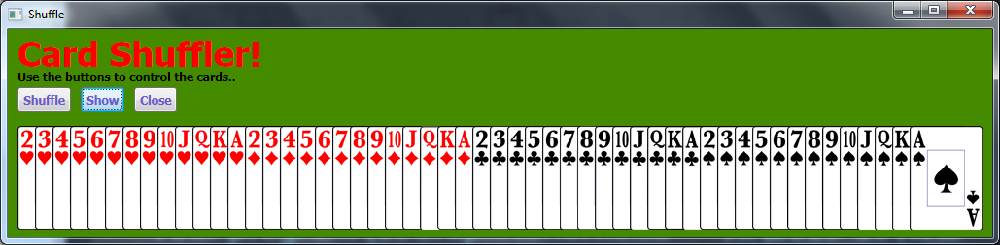 Shuffle
Card Shuffler!
Use the buttons to control the cards..
Shuffle Show Close
2 3 4 5 6 7 8 9 10 J Q K A 2 3 4 5 6 7 8 9 10 J Q K A 2 3 4 5 6 7 8 9 10 J Q K A 2 3 4 5 6 7 8 9 10 J Q K A
A